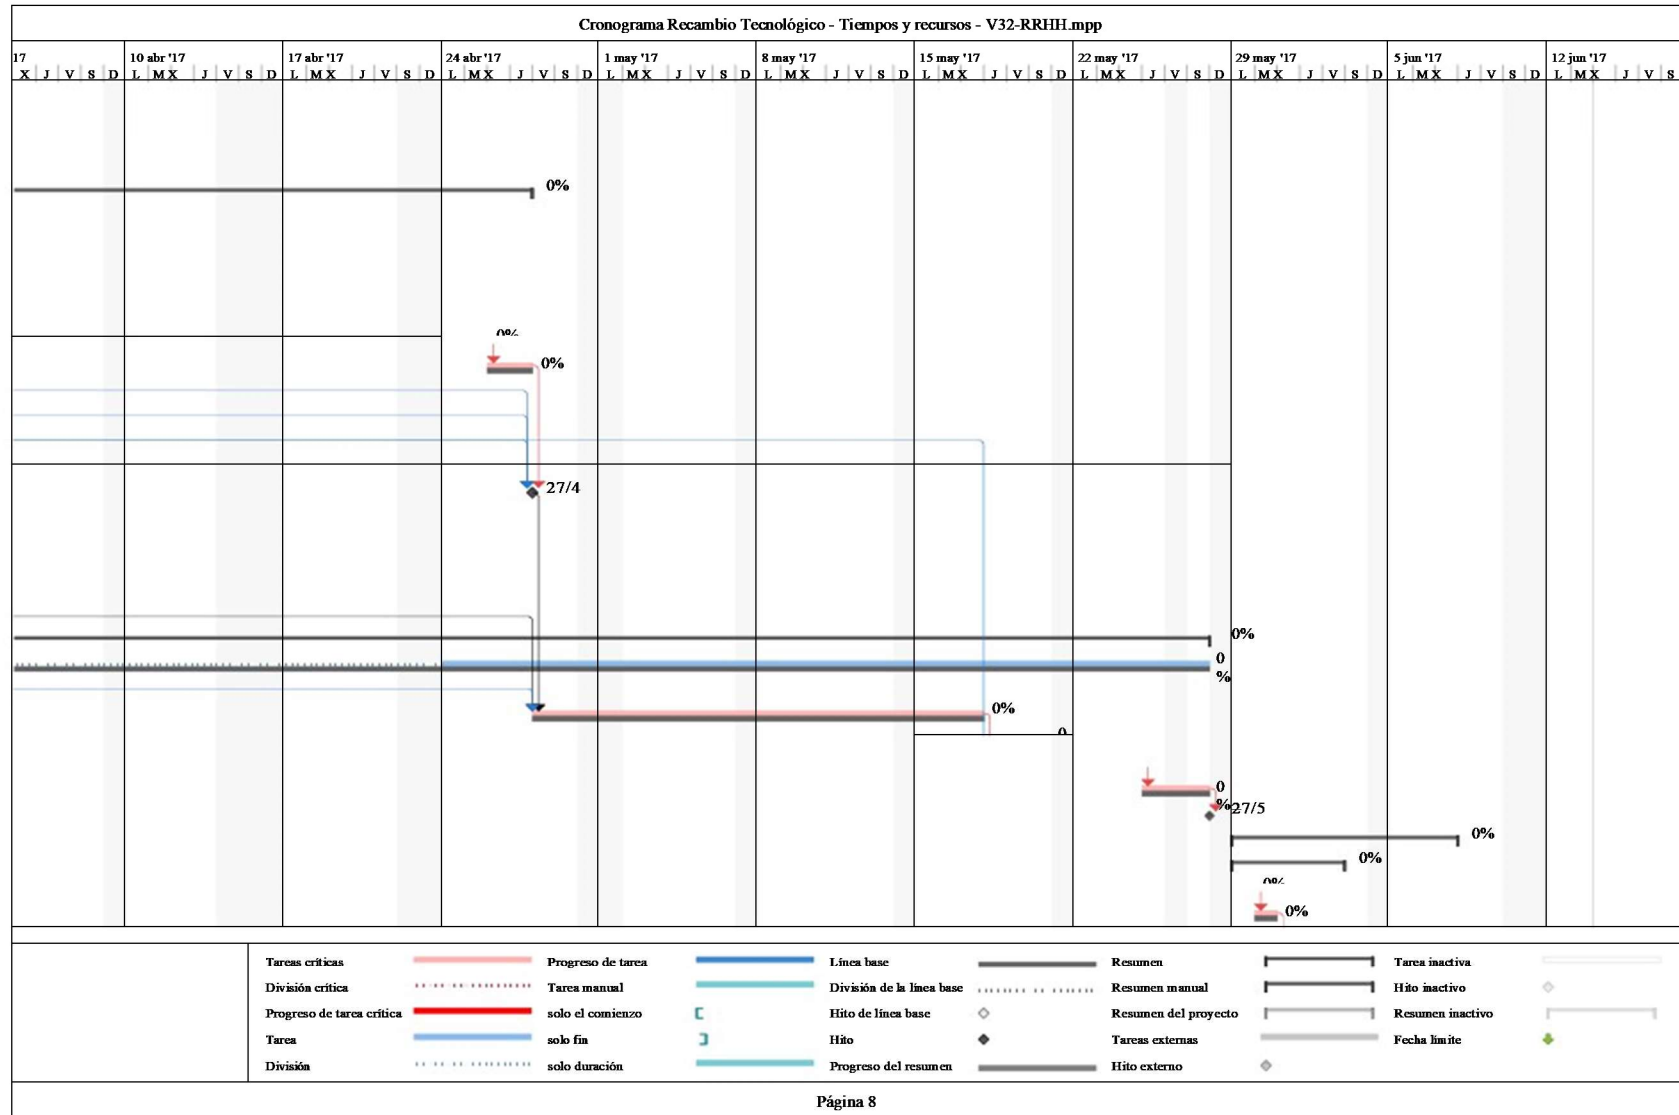 Cronograma Recambio Tecnológico - Tiempos y recursos - V32-RRHH.mpp
17 10 abr '17 17 abr '17 24 abr '17 1 may '17 8 may '17 15 may '17 22 may '17 29 may '17 5 jun '17 12 jun '17
X J V S D L M X J V S D L M X J V S D L M X J V S D L M X J V S D L M X J V S D L M X J V S D L M X J V S D L M X J V S D L M X J V S D L M X J V S
0%
0%
0%
27/4
0%
0
%
0%
0
0
%
27/5
0%
0%
0%
0%
Tareas críticas Progreso de tarea Línea base Resumen Tarea inactiva
División crítica Tarea manual División de la línea base Resumen manual Hito inactivo
Progreso de tarea crítica solo el comienzo Hito de línea base Resumen del proyecto Resumen inactivo
Tarea solo fin Hito Tareas externas Fecha límite
División solo duración Progreso del resumen Hito externo
Página 8